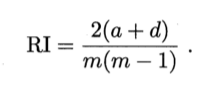 RI = 2(a + d) / m(m − 1) .